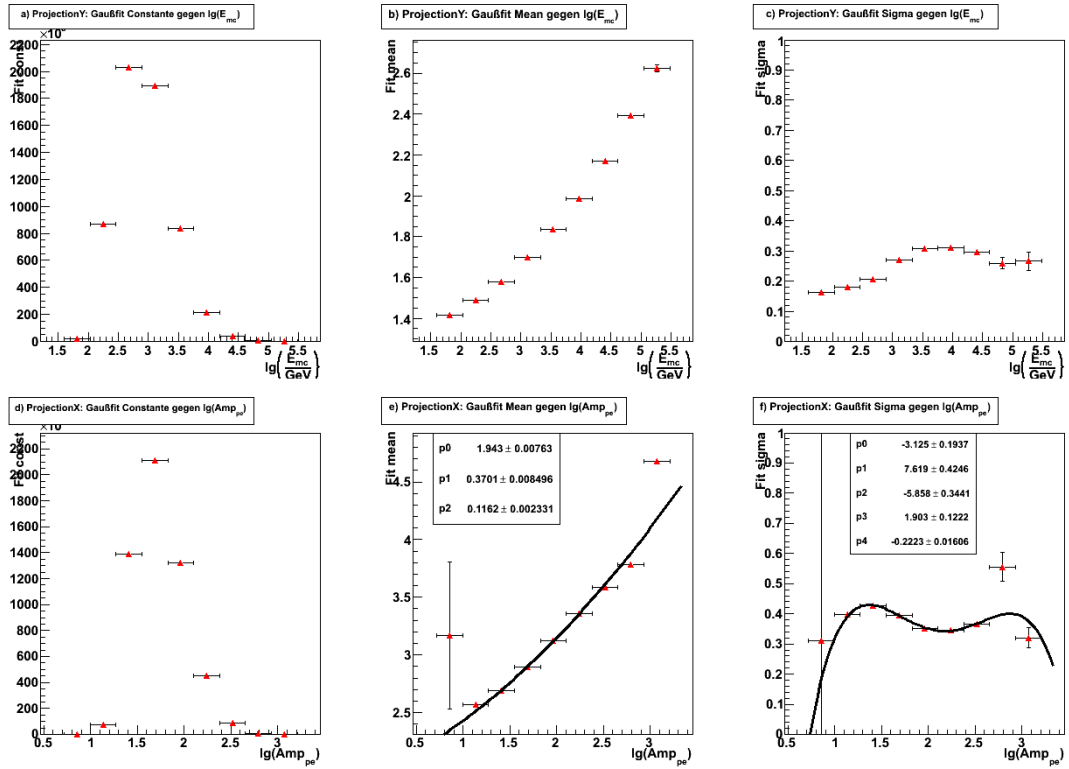 a) ProjectionY: Gaußfit Constante gegen lg(E_mc)
Fit const
2200
2000
1800
1600
1400
1200
1000
800
600
400
200
0
1.5 2 2.5 3 3.5 4 4.5 5 5.5
lg(E_mc/GeV)
b) ProjectionY: Gaußfit Mean gegen lg(E_mc)
Fit mean
2.6
2.4
2.2
2
1.8
1.6
1.4
1.5 2 2.5 3 3.5 4 4.5 5 5.5
lg(E_mc/GeV)
c) ProjectionY: Gaußfit Sigma gegen lg(E_mc)
Fit sigma
1
0.9
0.8
0.7
0.6
0.5
0.4
0.3
0.2
0.1
0
1.5 2 2.5 3 3.5 4 4.5 5 5.5
lg(E_mc/GeV)
d) ProjectionX: Gaußfit Constante gegen lg(Amp_pe)
2200
2000
1800
1600
1400
1200
1000
800
600
400
200
0
0.5 1 1.5 2 2.5 3
lg(Amp_pe)
e) ProjectionX: Gaußfit Mean gegen lg(Amp_pe)
Fit mean
p0 1.943 ± 0.00763
p1 0.3701 ± 0.008496
p2 0.1162 ± 0.002331
4.5
4
3.5
3
2.5
0.5 1 1.5 2 2.5 3
lg(Amp_pe)
f) ProjectionX: Gaußfit Sigma gegen lg(Amp_pe)
Fit sigma
p0 -3.125 ± 0.1937
p1 7.619 ± 0.4246
p2 -5.858 ± 0.3441
p3 1.903 ± 0.1222
p4 -0.2223 ± 0.01606
1
0.9
0.8
0.7
0.6
0.5
0.4
0.3
0.2
0.1
0
0.5 1 1.5 2 2.5 3
lg(Amp_pe)